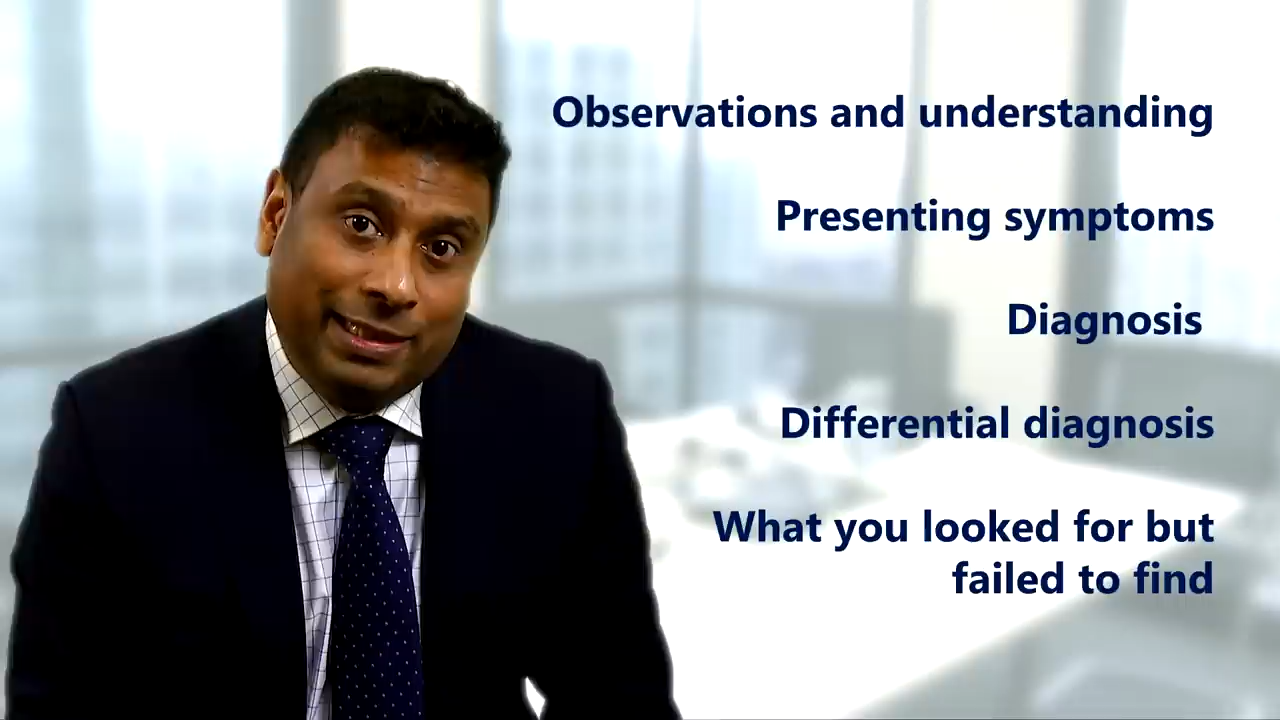 Observations and understanding
Presenting symptoms
Diagnosis
Differential diagnosis
What you looked for but
failed to find